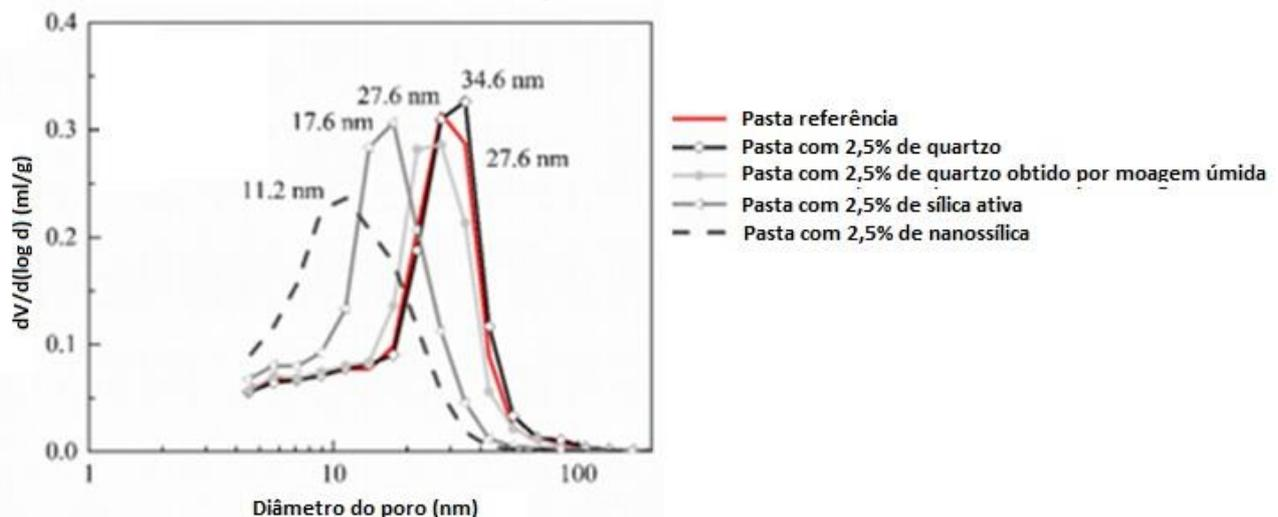 0.4
0.3
0.2
0.1
0.0
dV/d(log d) (ml/g)
34.6 nm
27.6 nm
17.6 nm
27.6 nm
11.2 nm
1
10
100
Diâmetro do poro (nm)
Pasta referência
Pasta com 2,5% de quartzo
Pasta com 2,5% de quartzo obtido por moagem úmida
Pasta com 2,5% de sílica ativa
Pasta com 2,5% de nanossílica